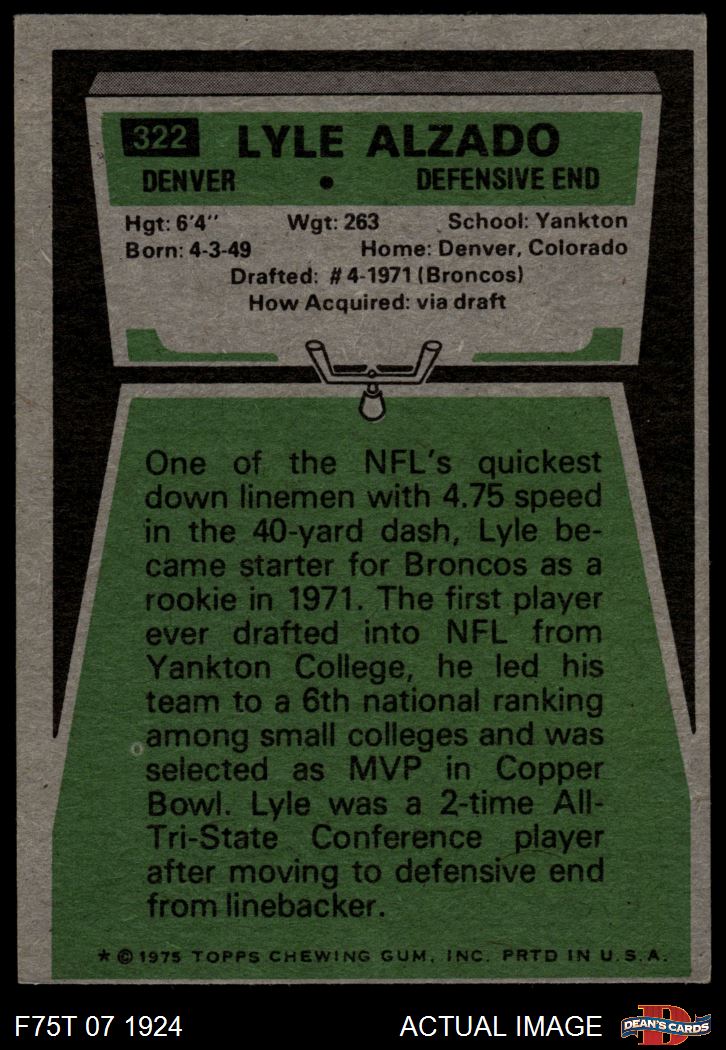 322 LYLE ALZADO
DENVER • DEFENSIVE END
Hgt: 6'4" Wgt: 263 School: Yankton
Born: 4-3-49 Home: Denver, Colorado
Drafted: #4-1971 (Broncos)
How Acquired: via draft
One of the NFL's quickest
down linemen with 4.75 speed
in the 40-yard dash, Lyle be-
came starter for Broncos as a
rookie in 1971. The first player
ever drafted into NFL from
Yankton College, he led his
team to a 6th national ranking
among small colleges and was
selected as MVP in Copper
Bowl. Lyle was a 2-time All-
Tri-State Conference player
after moving to defensive end
from linebacker.
*© 1975 TOPPS CHEWING GUM, INC. PRTD IN U.S.A.
F75T 07 1924 ACTUAL IMAGE D DEAN'S CARDS